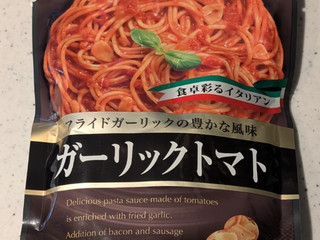 食卓彩るイタリアン
フライドガーリックの豊かな風味
ガーリックトマト
Delicious pasta sauce made of tomatoes
is enriched with fried garlic.
Addition of bacon and sausage